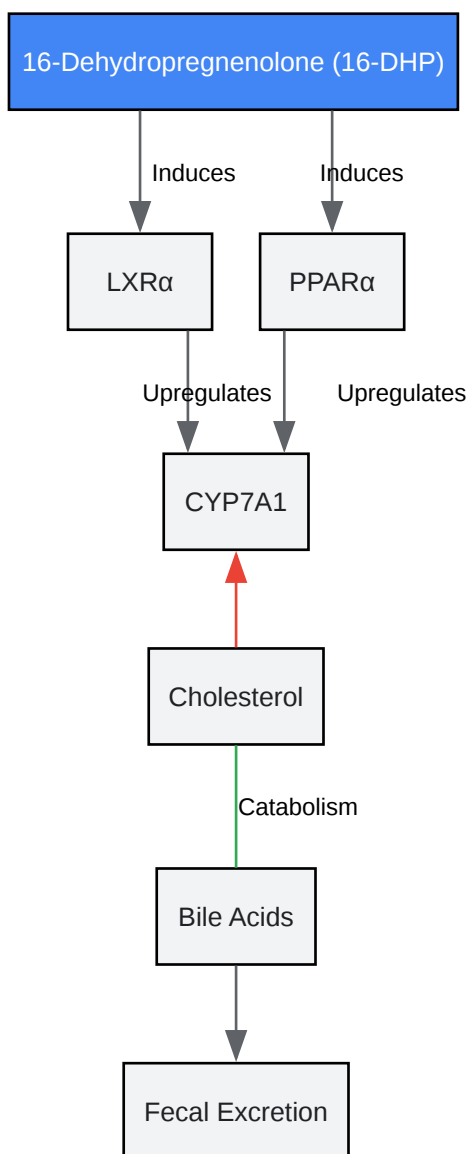 16-Dehydropregnenolone (16-DHP)
Induces
Induces
LXRα
PPARα
Upregulates
Upregulates
CYP7A1
Cholesterol
Catabolism
Bile Acids
Fecal Excretion